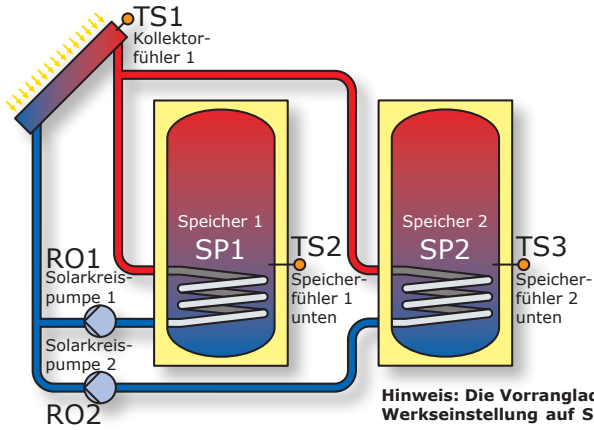 TS1
Kollektor-
fühler 1
Speicher 1
SP1
TS2
Speicher-
fühler 1
unten
Speicher 2
SP2
TS3
Speicher-
fühler 2
unten
RO1
Solarkreis-
pumpe 1
Solarkreis-
pumpe 2
RO2
Hinweis: Die Vorranglad
Werkseinstellung auf S